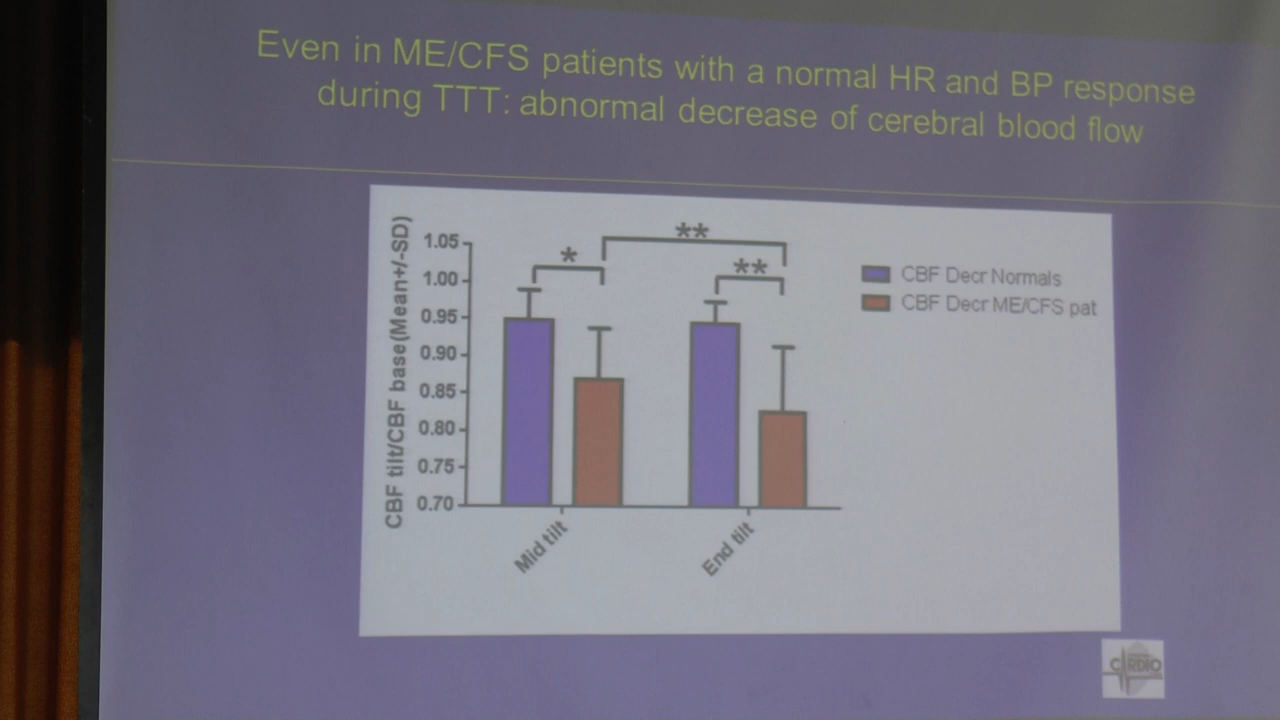 Even in ME/CFS patients with a normal HR and BP response
during TTT: abnormal decrease of cerebral blood flow
CBF tilt/CBF base(Mean+/-SD)
1.05
1.00
0.95
0.90
0.85
0.80
0.75
0.70
*
**
**
Mid tilt
End tilt
CBF Decr Normals
CBF Decr ME/CFS pat
CARDIO